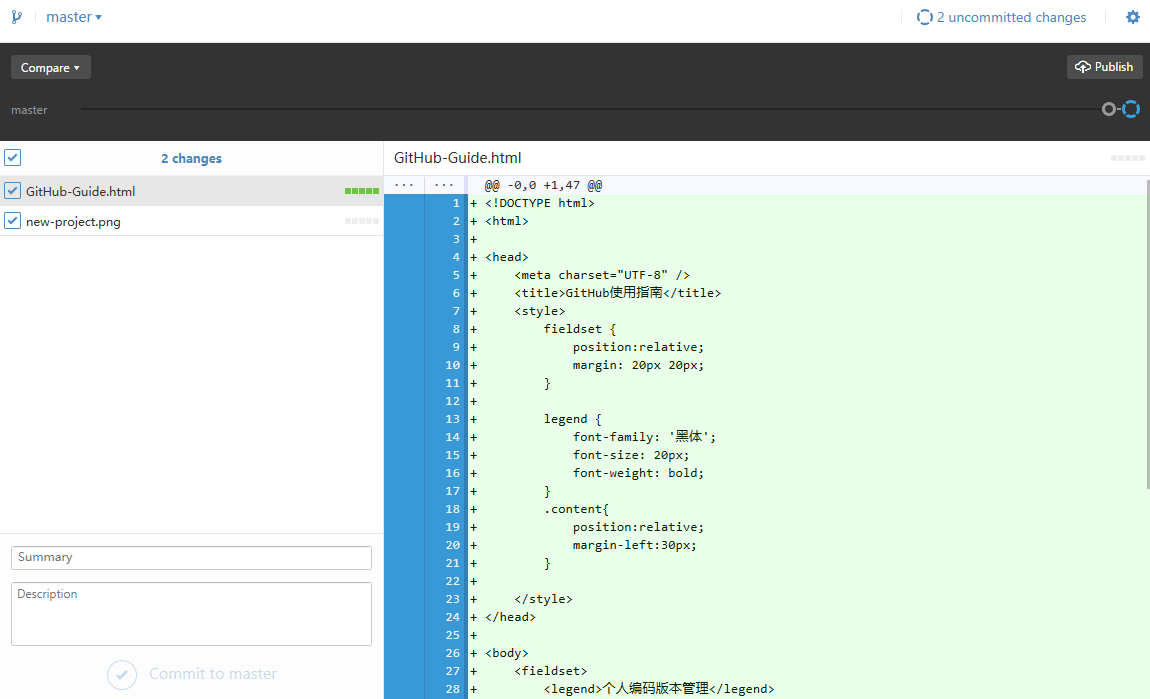 master
2 uncommitted changes
Compare
Publish
master
2 changes
GitHub-Guide.html
new-project.png
Summary
Description
Commit to master
GitHub-Guide.html
... ... @@ -0,0 +1,47 @@
1 + <!DOCTYPE html>
2 + <html>
3 +
4 + <head>
5 +     <meta charset="UTF-8" />
6 +     <title>GitHub使用指南</title>
7 +     <style>
8 +         fieldset {
9 +             position:relative;
10 +             margin: 20px 20px;
11 +         }
12 +
13 +         legend {
14 +             font-family: '黑体';
15 +             font-size: 20px;
16 +             font-weight: bold;
17 +         }
18 +         .content{
19 +             position:relative;
20 +             margin-left:30px;
21 +         }
22 +
23 +     </style>
24 + </head>
25 +
26 + <body>
27 +     <fieldset>
28 +         <legend>个人编码版本管理</legend>